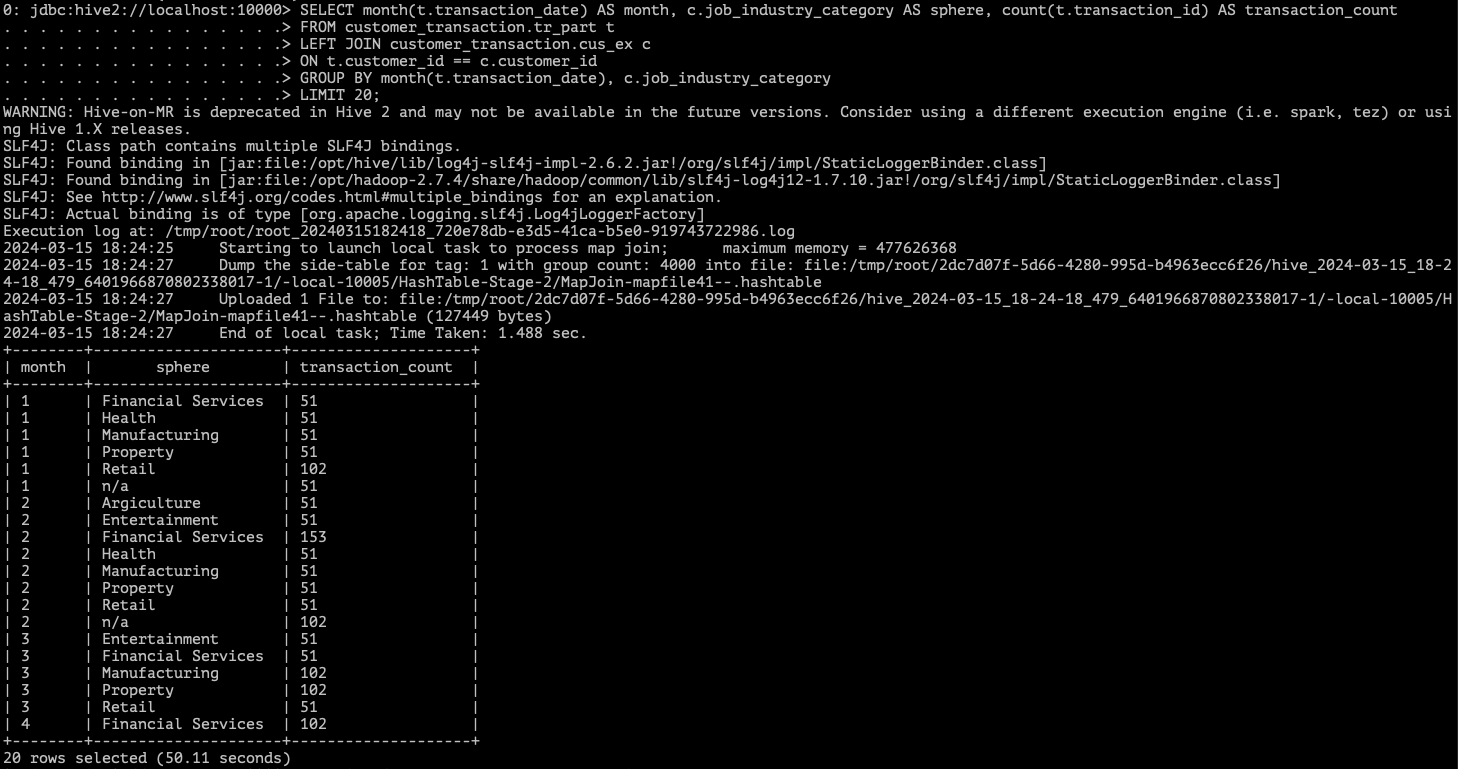 0: jdbc:hive2://localhost:10000> SELECT month(t.transaction_date) AS month, c.job_industry_category AS sphere, count(t.transaction_id) AS transaction_count
. . . . . . . . . . . . . . . .> FROM customer_transaction.tr_part t
. . . . . . . . . . . . . . . .> LEFT JOIN customer_transaction.cus_ex c
. . . . . . . . . . . . . . . .> ON t.customer_id == c.customer_id
. . . . . . . . . . . . . . . .> GROUP BY month(t.transaction_date), c.job_industry_category
. . . . . . . . . . . . . . . .> LIMIT 20;
WARNING: Hive-on-MR is deprecated in Hive 2 and may not be available in the future versions. Consider using a different execution engine (i.e. spark, tez) or usi
ng Hive 1.X releases.
SLF4J: Class path contains multiple SLF4J bindings.
SLF4J: Found binding in [jar:file:/opt/hive/lib/log4j-slf4j-impl-2.6.2.jar!/org/slf4j/impl/StaticLoggerBinder.class]
SLF4J: Found binding in [jar:file:/opt/hadoop-2.7.4/share/hadoop/common/lib/slf4j-log4j12-1.7.10.jar!/org/slf4j/impl/StaticLoggerBinder.class]
SLF4J: See http://www.slf4j.org/codes.html#multiple_bindings for an explanation.
SLF4J: Actual binding is of type [org.apache.logging.slf4j.Log4jLoggerFactory]
Execution log at: /tmp/root/root_20240315182418_720e78db-e3d5-41ca-b5e0-919743722986.log
2024-03-15 18:24:25     Starting to launch local task to process map join;      maximum memory = 477626368
2024-03-15 18:24:27     Dump the side-table for tag: 1 with group count: 4000 into file: file:/tmp/root/2dc7d07f-5d66-4280-995d-b4963ecc6f26/hive_2024-03-15_18-2
4-18_479_6401966870802338017-1/-local-10005/HashTable-Stage-2/MapJoin-mapfile41--.hashtable
2024-03-15 18:24:27     Uploaded 1 File to: file:/tmp/root/2dc7d07f-5d66-4280-995d-b4963ecc6f26/hive_2024-03-15_18-24-18_479_6401966870802338017-1/-local-10005/H
ashTable-Stage-2/MapJoin-mapfile41--.hashtable (127449 bytes)
2024-03-15 18:24:27     End of local task; Time Taken: 1.488 sec.
+--------+---------------------+--------------------+
| month  |       sphere        | transaction_count  |
+--------+---------------------+--------------------+
| 1      | Financial Services  | 51                 |
| 1      | Health              | 51                 |
| 1      | Manufacturing       | 51                 |
| 1      | Property            | 51                 |
| 1      | Retail              | 102                |
| 1      | n/a                 | 51                 |
| 2      | Argiculture         | 51                 |
| 2      | Entertainment       | 51                 |
| 2      | Financial Services  | 153                |
| 2      | Health              | 51                 |
| 2      | Manufacturing       | 51                 |
| 2      | Property            | 51                 |
| 2      | Retail              | 51                 |
| 2      | n/a                 | 102                |
| 3      | Entertainment       | 51                 |
| 3      | Financial Services  | 51                 |
| 3      | Manufacturing       | 102                |
| 3      | Property            | 102                |
| 3      | Retail              | 51                 |
| 4      | Financial Services  | 102                |
+--------+---------------------+--------------------+
20 rows selected (50.11 seconds)